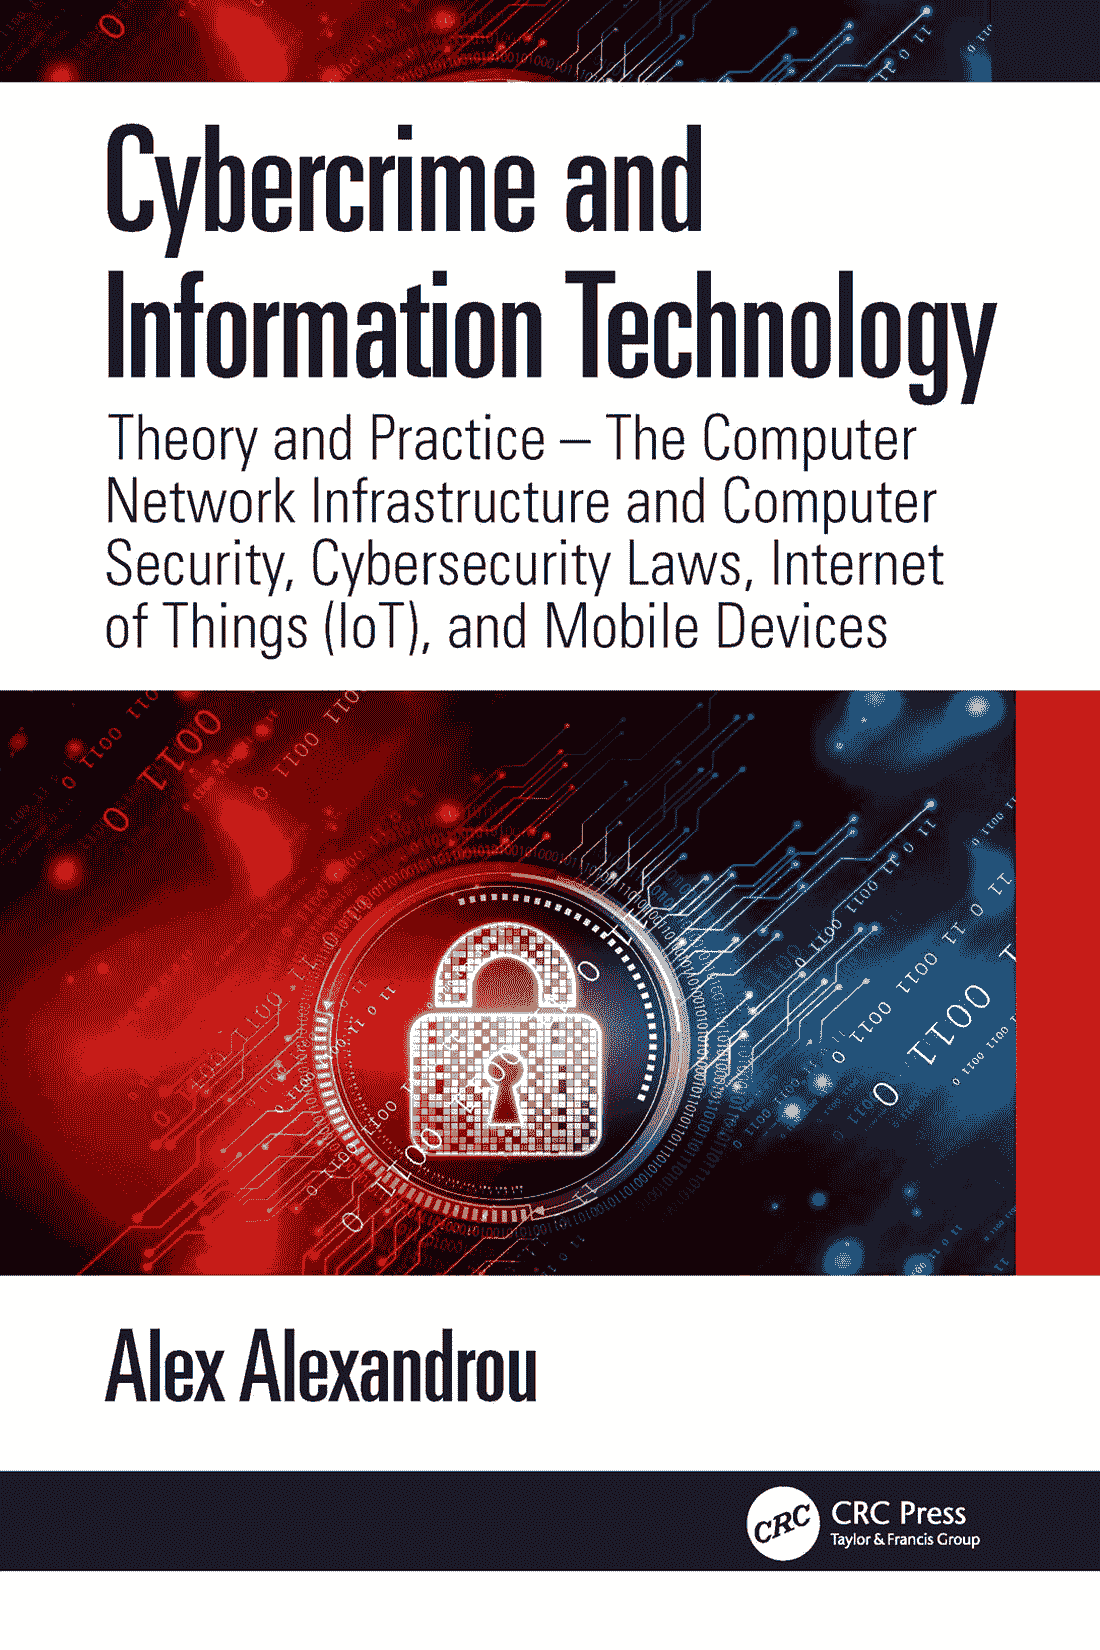 Cybercrime and
Information Technology
Theory and Practice – The Computer
Network Infrastructure and Computer
Security, Cybersecurity Laws, Internet
of Things (IoT), and Mobile Devices
Alex Alexandrou
CRC
CRC Press
Taylor & Francis Group